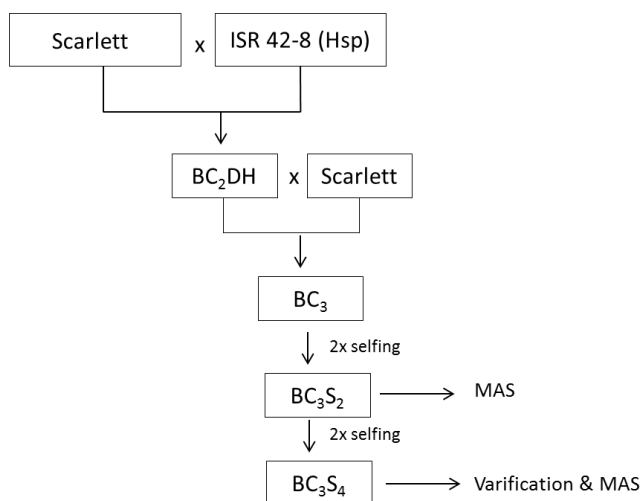 Scarlett x ISR 42-8 (Hsp)
BC₂DH x Scarlett
BC₃
2x selfing
BC₃S₂ MAS
2x selfing
BC₃S₄ Varification & MAS